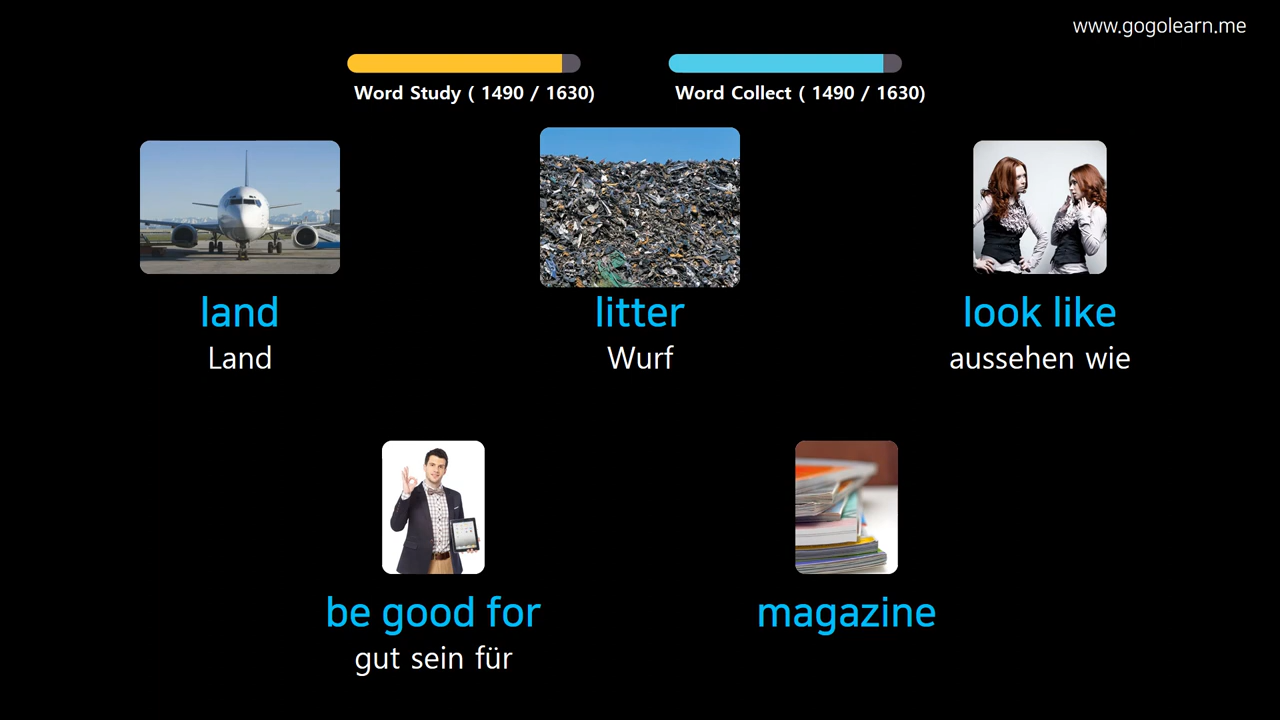 www.gogolearn.me
Word Study ( 1490 / 1630)
Word Collect ( 1490 / 1630)
land
Land
litter
Wurf
look like
aussehen wie
be good for
gut sein für
magazine